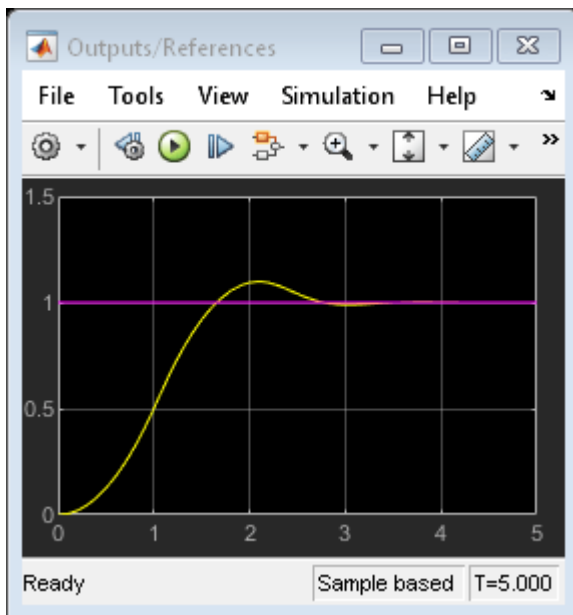 Outputs/References
File Tools View Simulation Help
1.5
1
0.5
0
0 1 2 3 4 5
Ready Sample based T=5.000